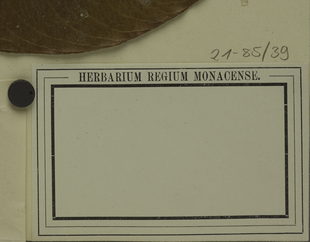 21-85/39
HERBARIUM REGIUM MONACENSE.